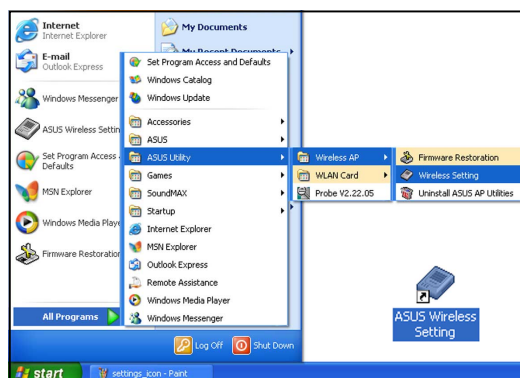 Internet
Internet Explorer
E-mail
Outlook Express
Windows Messenger
ASUS Wireless Settin
Set Program Access
Defaults
MSN Explorer
Windows Media Playe
Firmware Restoration
All Programs
My Documents
My Recent Documents
Set Program Access and Defaults
Windows Catalog
Windows Update
Accessories
ASUS
ASUS Utility
Games
SoundMAX
Startup
Internet Explorer
MSN Explorer
Outlook Express
Remote Assistance
Windows Media Player
Windows Messenger
Wireless AP
WLAN Card
Probe V2.22.05
Firmware Restoration
Wireless Setting
Uninstall ASUS AP Utilities
ASUS Wireless
Setting
Log Off
Shut Down
start
settings_icon - Paint